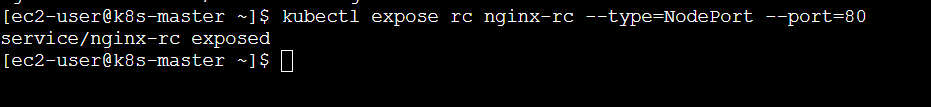 [ec2-user@k8s-master ~]$ kubectl expose rc nginx-rc --type=NodePort --port=80
service/nginx-rc exposed
[ec2-user@k8s-master ~]$